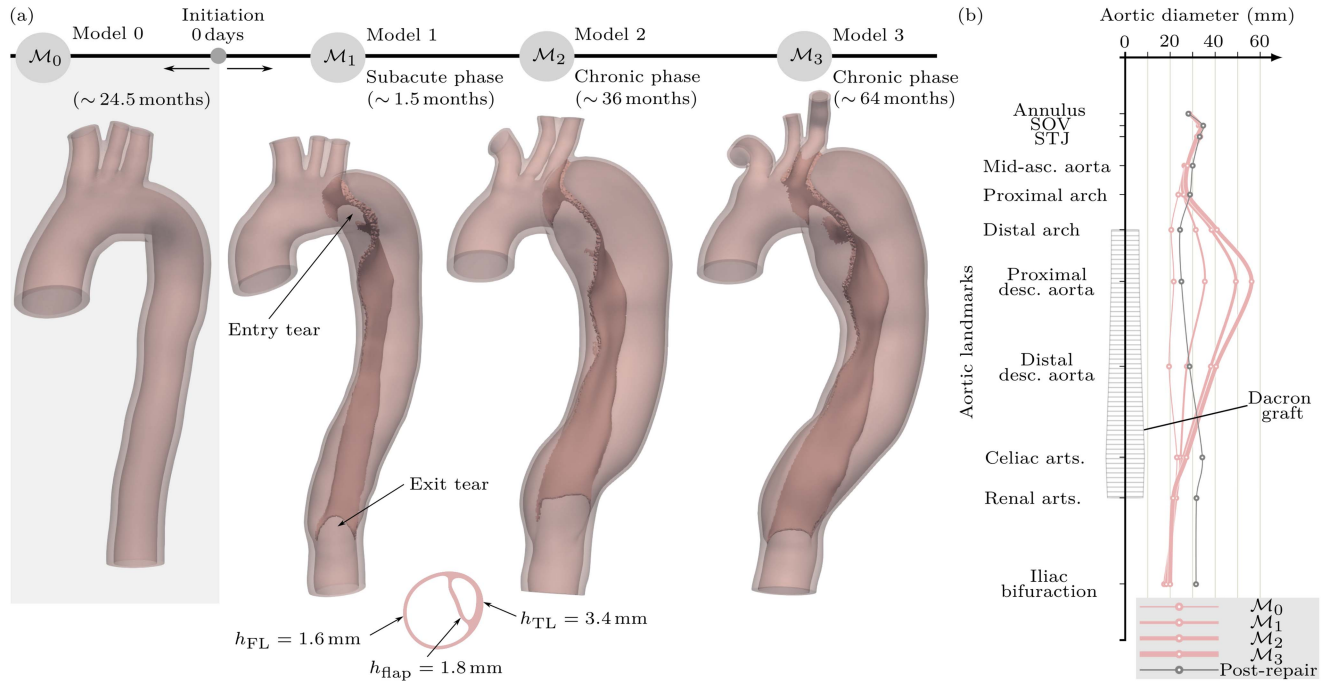 (a)
Initiation
0 days
Model 0
Model 1
Model 2
Model 3
M0
M1
M2
M3
(∼ 24.5 months)
Subacute phase
(∼ 1.5 months)
Chronic phase
(∼ 36 months)
Chronic phase
(∼ 64 months)
Entry tear
Exit tear
hFL = 1.6 mm
hflap = 1.8 mm
hTL = 3.4 mm
(b)
Aortic diameter (mm)
0 20 40 60
Aortic landmarks
Annulus
SOV
STJ
Mid-asc. aorta
Proximal arch
Distal arch
Proximal
desc. aorta
Distal
desc. aorta
Celiac arts.
Renal arts.
Iliac
bifuraction
Dacron
graft
M0
M1
M2
M3
Post-repair